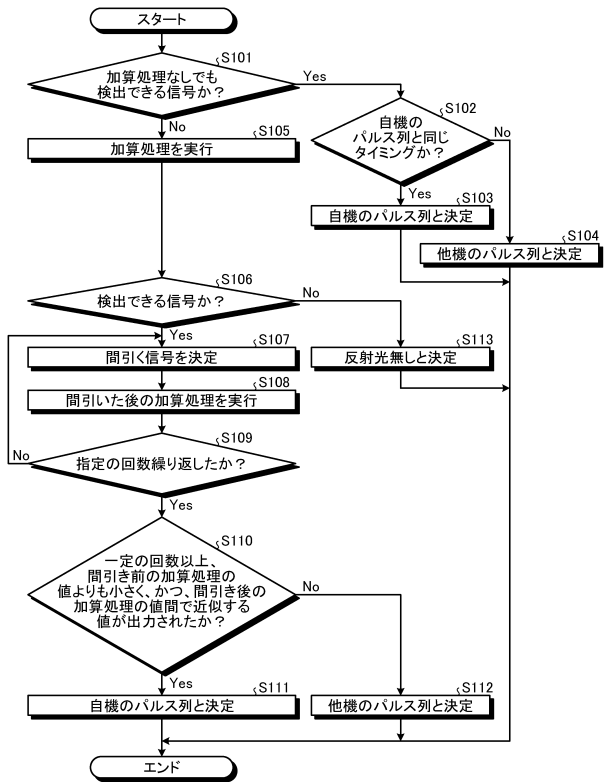 スタート
S101
加算処理なしでも
検出できる信号か？
Yes
No
S102
自機の
パルス列と同じ
タイミングか？
No
Yes
S105
加算処理を実行
S103
自機のパルス列と決定
S104
他機のパルス列と決定
S106
検出できる信号か？
No
Yes
S107
間引く信号を決定
S113
反射光無しと決定
S108
間引いた後の加算処理を実行
S109
指定の回数繰り返したか？
No
Yes
S110
一定の回数以上、
間引き前の加算処理の
値よりも小さく、かつ、間引き後の
加算処理の値間で近似する
値が出力されたか？
No
Yes
S111
自機のパルス列と決定
S112
他機のパルス列と決定
エンド